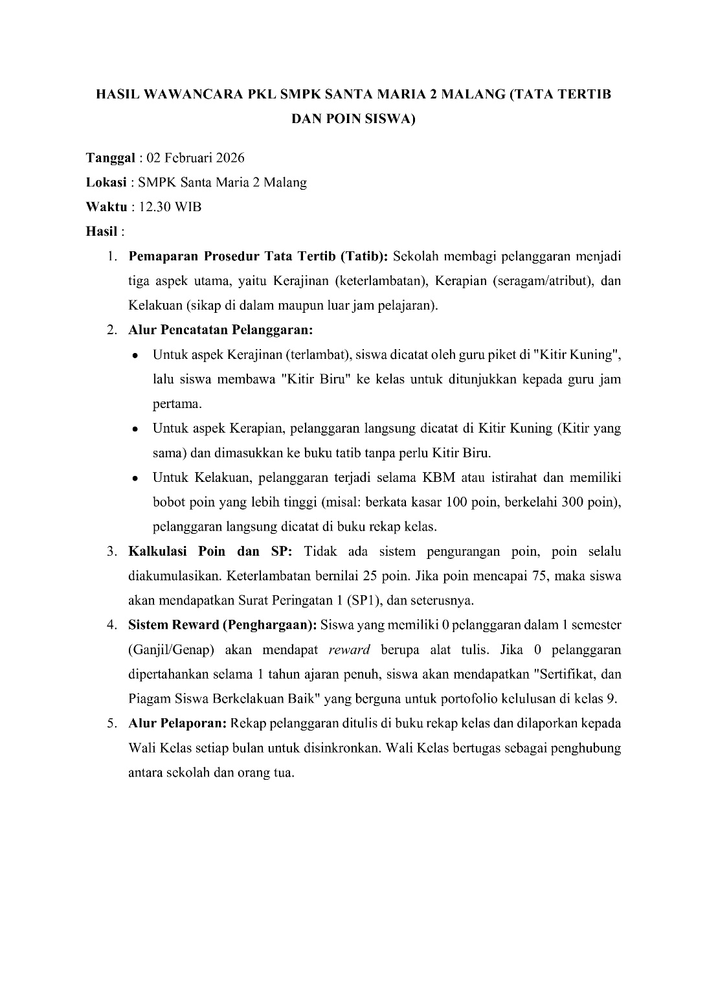 HASIL WAWANCARA PKL SMPK SANTA MARIA 2 MALANG (TATA TERTIB
DAN POIN SISWA)
Tanggal : 02 Februari 2026
Lokasi : SMPK Santa Maria 2 Malang
Waktu : 12.30 WIB
Hasil :
1. Pemaparan Prosedur Tata Tertib (Tatib): Sekolah membagi pelanggaran menjadi
tiga aspek utama, yaitu Kerajinan (keterlambatan), Kerapian (seragam/atribut), dan
Kelakuan (sikap di dalam maupun luar jam pelajaran).
2. Alur Pencatatan Pelanggaran:
• Untuk aspek Kerajinan (terlambat), siswa dicatat oleh guru piket di "Kitir Kuning",
lalu siswa membawa "Kitir Biru" ke kelas untuk ditunjukkan kepada guru jam
pertama.
• Untuk aspek Kerapian, pelanggaran langsung dicatat di Kitir Kuning (Kitir yang
sama) dan dimasukkan ke buku tatib tanpa perlu Kitir Biru.
• Untuk Kelakuan, pelanggaran terjadi selama KBM atau istirahat dan memiliki
bobot poin yang lebih tinggi (misal: berkata kasar 100 poin, berkelahi 300 poin),
pelanggaran langsung dicatat di buku rekap kelas.
3. Kalkulasi Poin dan SP: Tidak ada sistem pengurangan poin, poin selalu
diakumulasikan. Keterlambatan bernilai 25 poin. Jika poin mencapai 75, maka siswa
akan mendapatkan Surat Peringatan 1 (SP1), dan seterusnya.
4. Sistem Reward (Penghargaan): Siswa yang memiliki 0 pelanggaran dalam 1 semester
(Ganjil/Genap) akan mendapat reward berupa alat tulis. Jika 0 pelanggaran
dipertahankan selama 1 tahun ajaran penuh, siswa akan mendapatkan "Sertifikat, dan
Piagam Siswa Berkelakuan Baik" yang berguna untuk portofolio kelulusan di kelas 9.
5. Alur Pelaporan: Rekap pelanggaran ditulis di buku rekap kelas dan dilaporkan kepada
Wali Kelas setiap bulan untuk disinkronkan. Wali Kelas bertugas sebagai penghubung
antara sekolah dan orang tua.